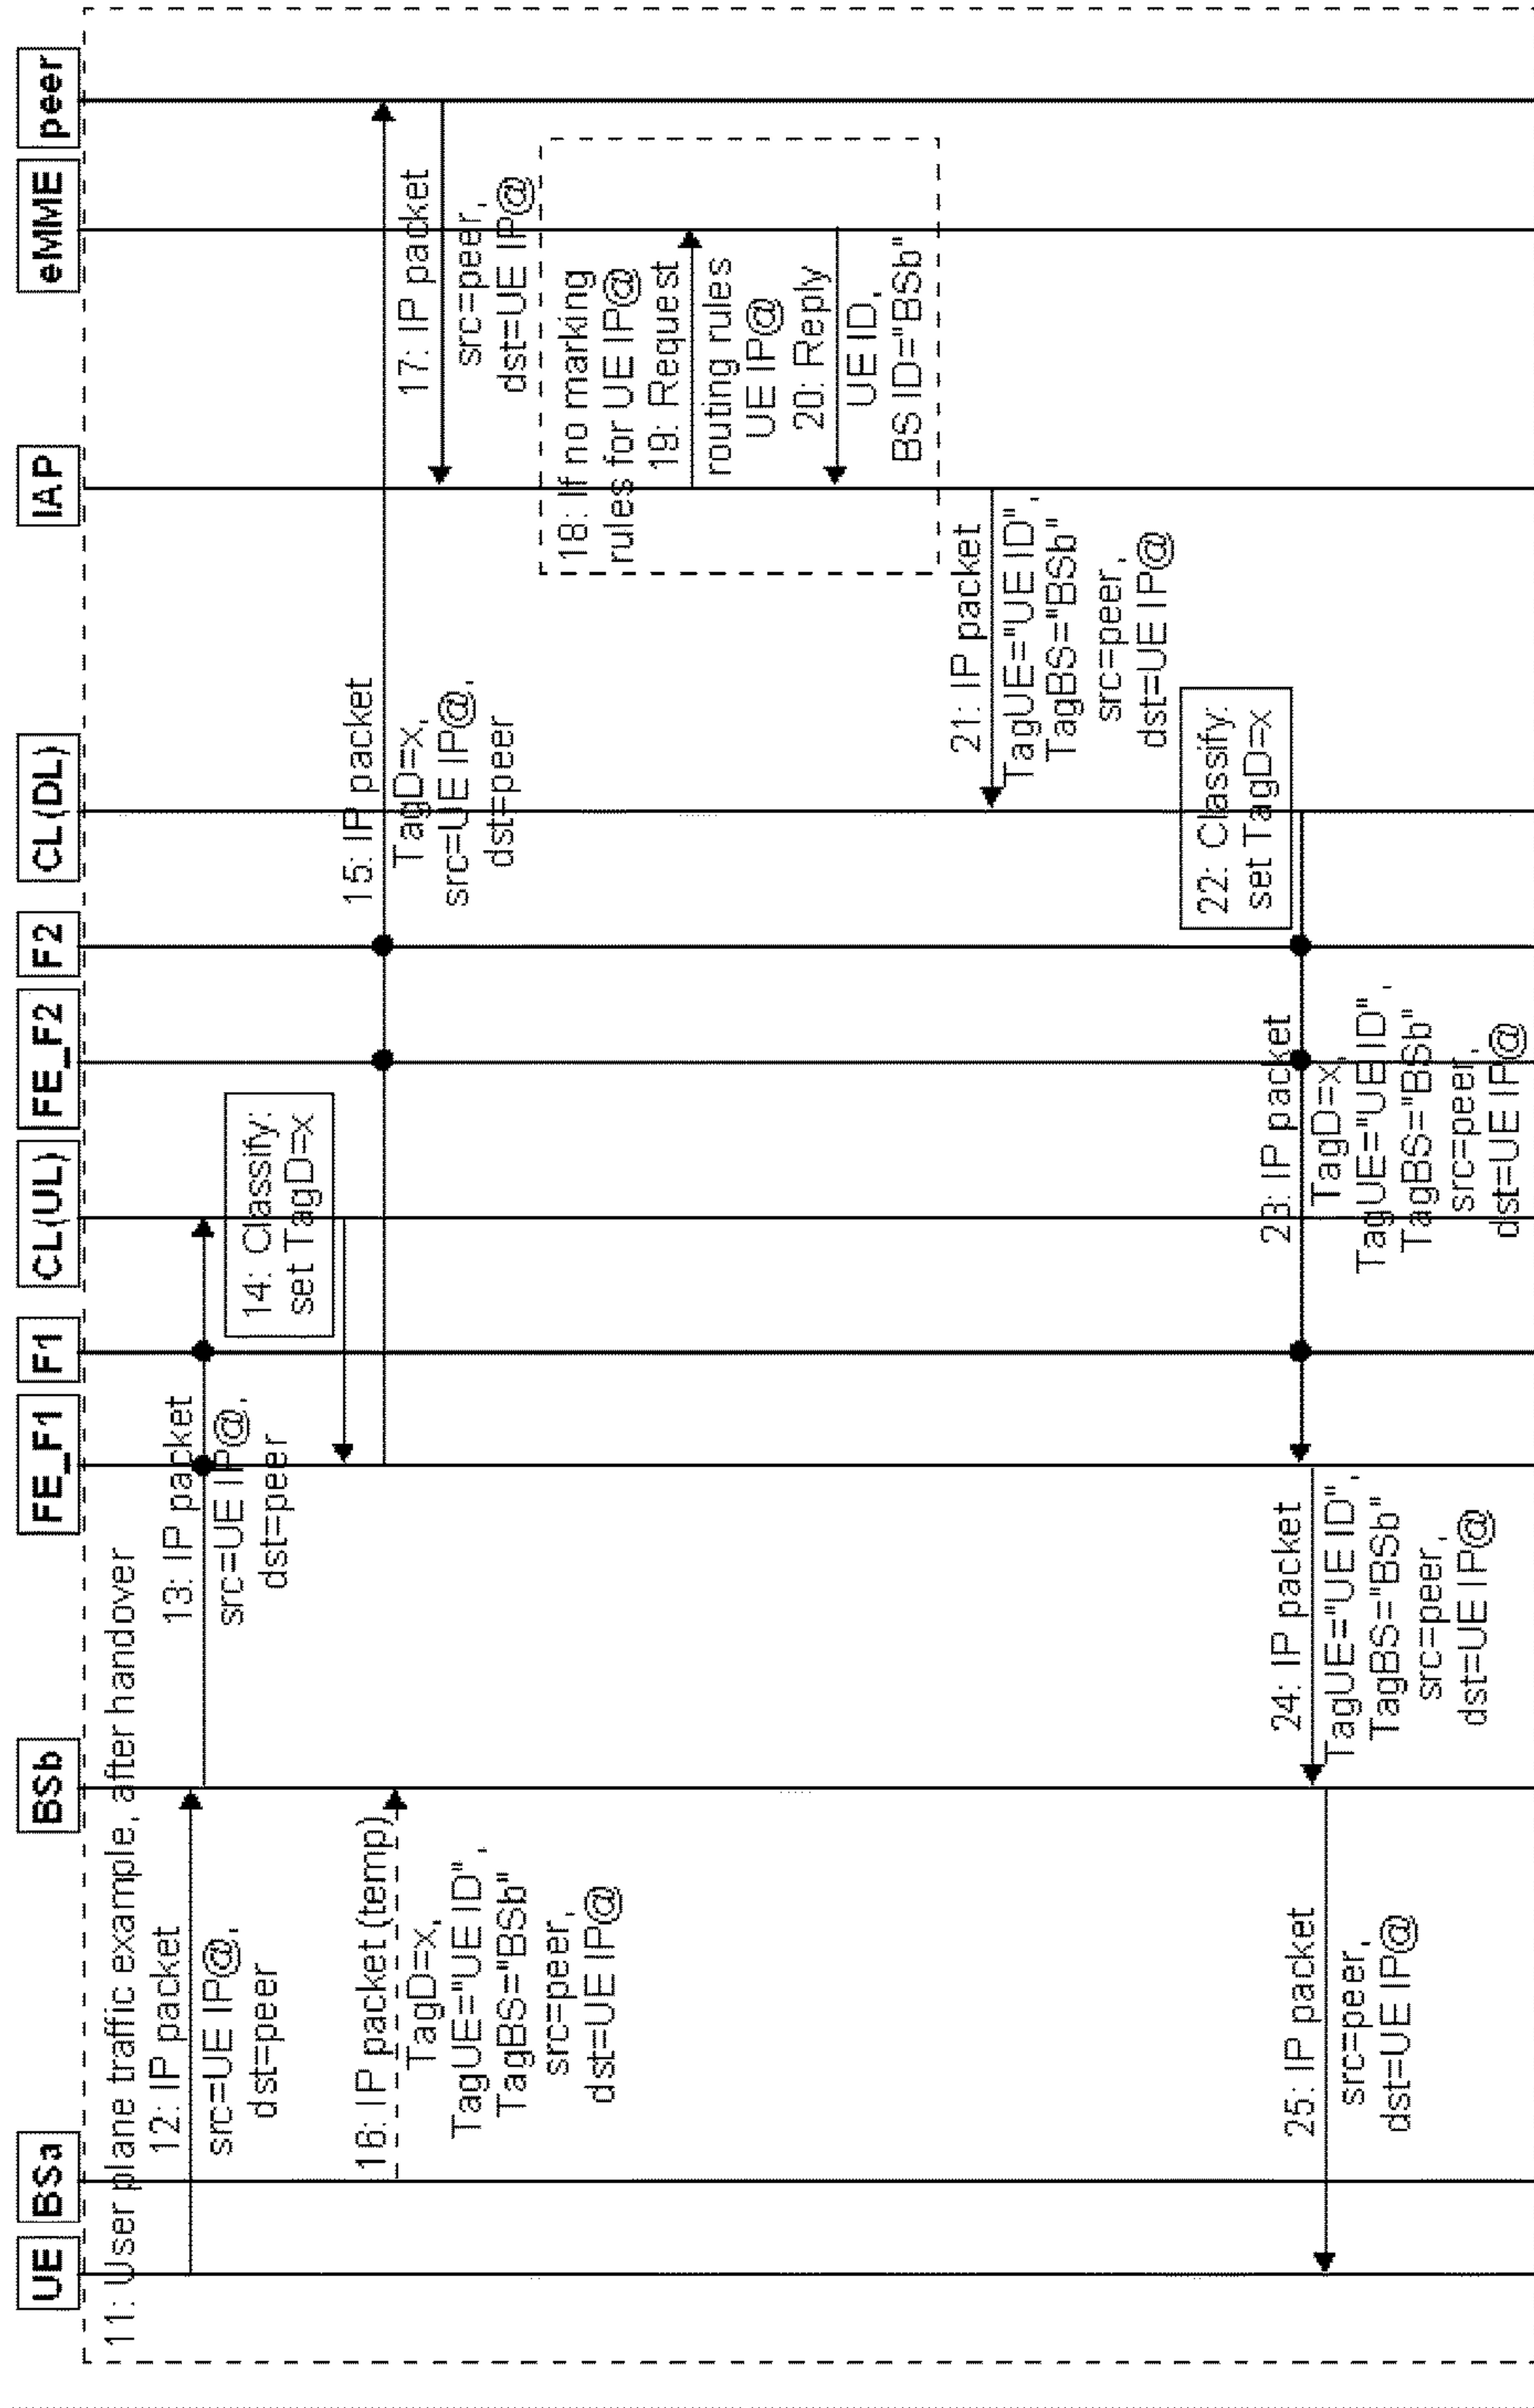 UE
BSa
BSb
FE_F1
F1
CL(UL)
FE_F2
F2
CL(DL)
IAP
eMME
peer
11: User plane traffic example, after handover
12: IP packet
src=UE IP@,
dst=peer
13: IP packet
src=UE IP@,
dst=peer
14: Classify:
set TagD=x
15: IP packet
TagD=x,
src=UE IP@,
dst=peer
16: IP packet (temp)
TagD=x,
TagUE="UE ID",
TagBS="BSb"
src=peer,
dst=UE IP@
17: IP packet
src=peer,
dst=UE IP@
18: If no marking
rules for UE IP@
19: Request
routing rules
UE IP@
20: Reply
UE ID,
BS ID="BSb"
21: IP packet
TagUE="UE ID",
TagBS="BSb"
src=peer,
dst=UE IP@
22: Classify:
set TagD=x
23: IP packet
TagD=x,
TagUE="UE ID",
TagBS="BSb"
src=peer,
dst=UE IP@
24: IP packet
TagUE="UE ID",
TagBS="BSb"
src=peer,
dst=UE IP@
25: IP packet
src=peer,
dst=UE IP@